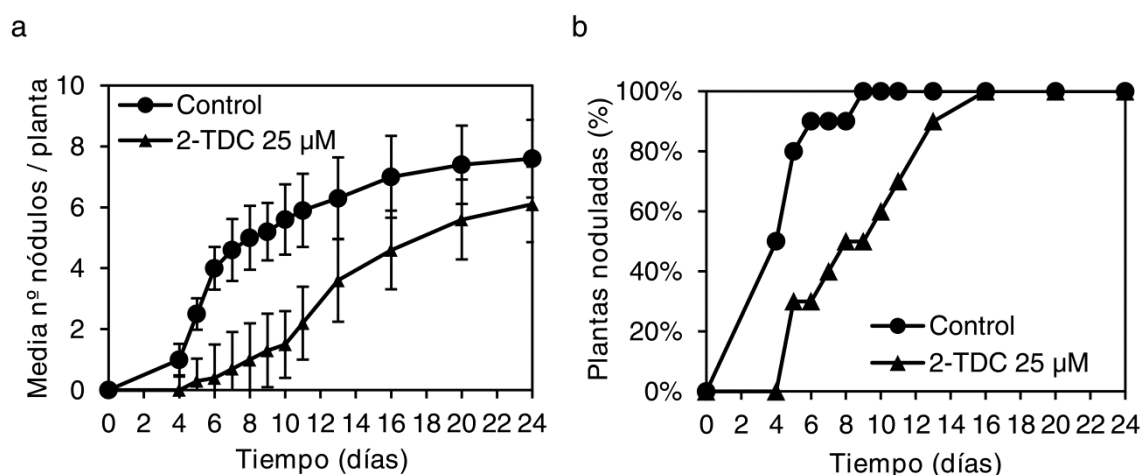 a
Media nº nódulos / planta
10
8
6
4
2
0
Control
2-TDC 25 µM
0 2 4 6 8 10 12 14 16 18 20 22 24
Tiempo (días)
b
Plantas noduladas (%)
100%
80%
60%
40%
20%
0%
Control
2-TDC 25 µM
0 2 4 6 8 10 12 14 16 18 20 22 24
Tiempo (días)